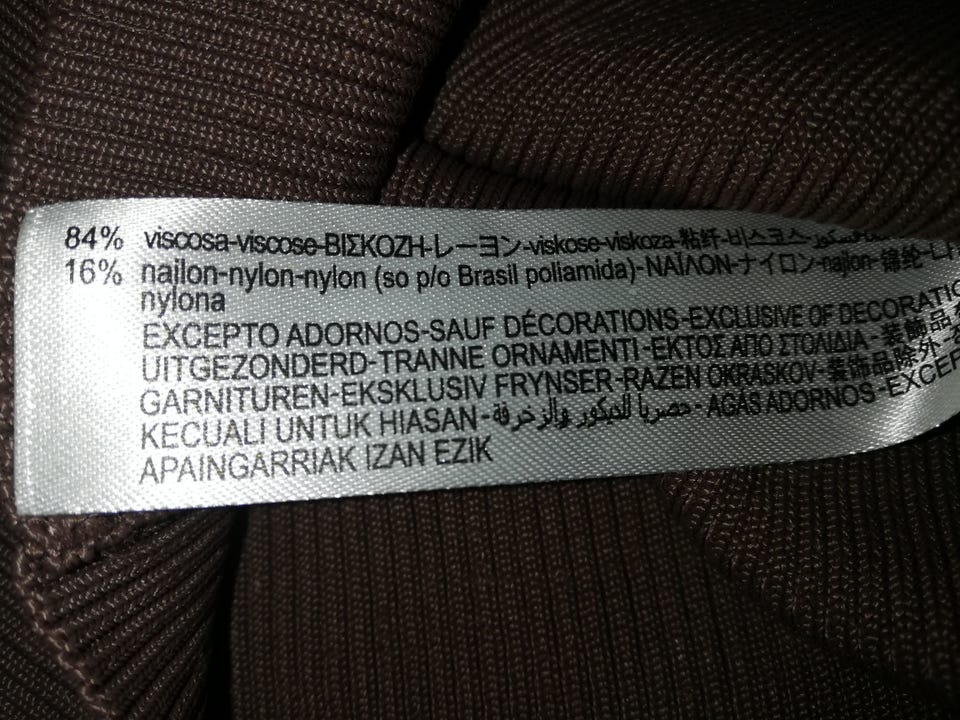 84% viscosa-viscose-ΒΙΣΚΟΖΗ-レーヨン-viskose-viskoza-粘纤-비스코스-فسكوز
16% nailon-nylon-nylon (so p/o Brasil poliamida)-ΝΑΪΛΟΝ-ナイロン-najlon-锦纶-
nylona
EXCEPTO ADORNOS-SAUF DÉCORATIONS-EXCLUSIVE OF DECORATIO
UITGEZONDERD-TRANNE ORNAMENTI-ΕΚΤΟΣ ΑΠΟ ΣΤΟΛΙΔΙΑ-装飾品
GARNITUREN-EKSKLUSIV FRYNSER-RAZEN OKRASKOV-装饰品除外-
KECUALI UNTUK HIASAN-حصريا للديكور والزخرفة-AGAS ADORNOS-EXCEP
APAINGARRIAK IZAN EZIK